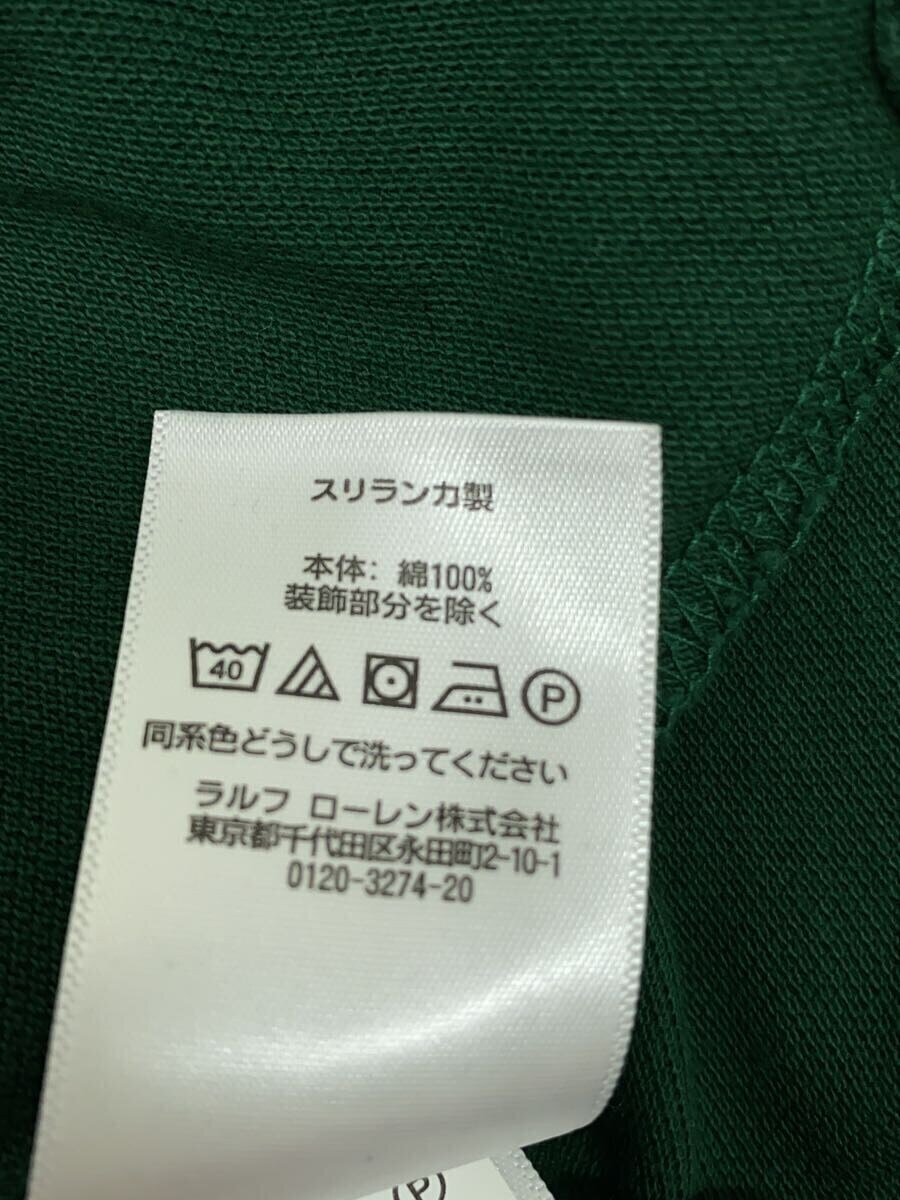 スリランカ製
本体: 綿100%
装飾部分を除く
40 P
同系色どうしで洗ってください
ラルフ ローレン株式会社
東京都千代田区永田町2-10-1
0120-3274-20
P